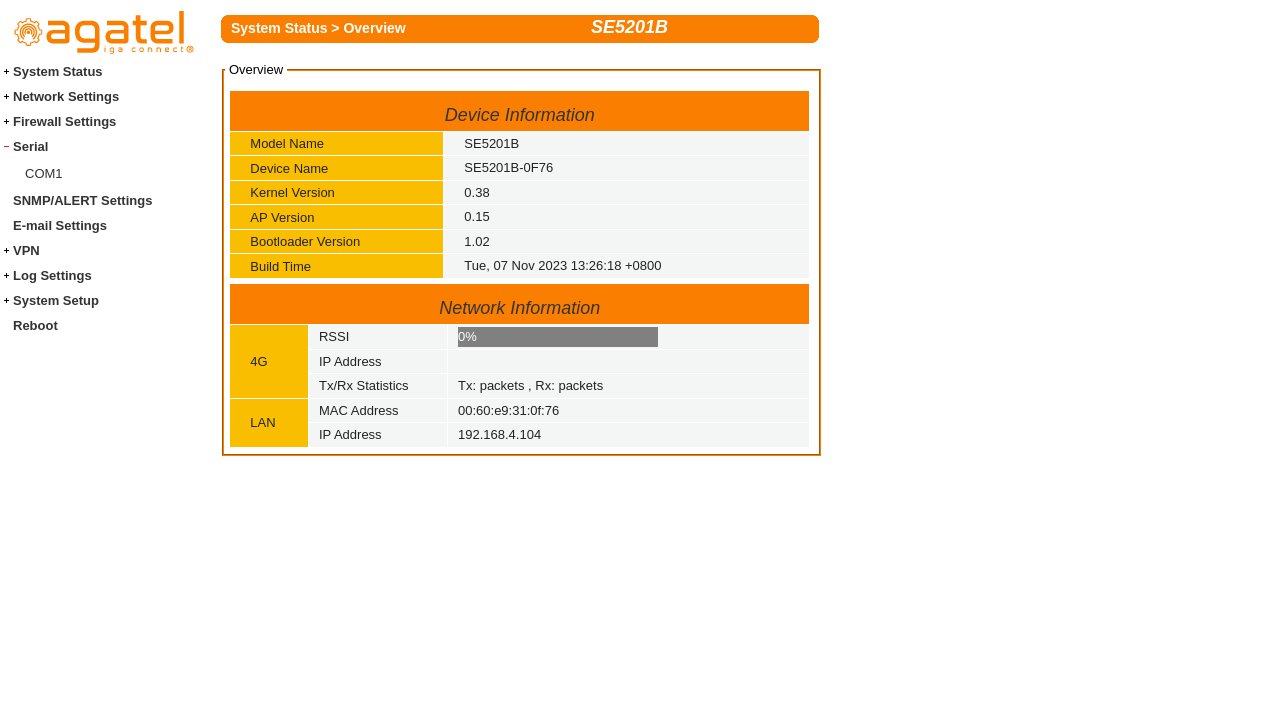 agatel®
iga connect
System Status > Overview
SE5201B
System Status
Network Settings
Firewall Settings
Serial
COM1
SNMP/ALERT Settings
E-mail Settings
VPN
Log Settings
System Setup
Reboot
Overview
Device Information
Model Name SE5201B
Device Name SE5201B-0F76
Kernel Version 0.38
AP Version 0.15
Bootloader Version 1.02
Build Time Tue, 07 Nov 2023 13:26:18 +0800
Network Information
4G
RSSI 0%
IP Address
Tx/Rx Statistics Tx: packets , Rx: packets
LAN
MAC Address 00:60:e9:31:0f:76
IP Address 192.168.4.104